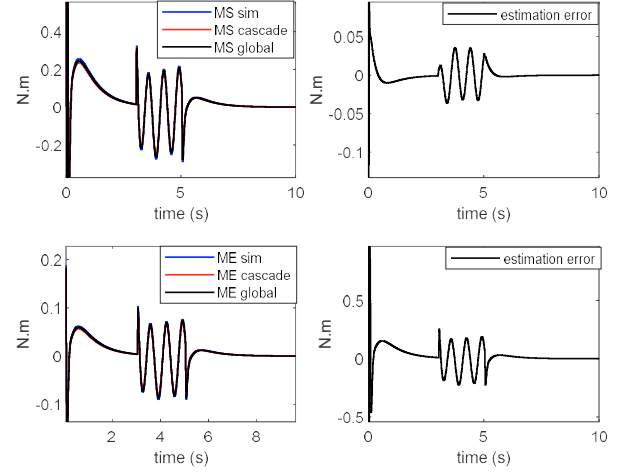 MS sim
MS cascade
MS global
0.4
0.2
0
-0.2
N.m
0
5
10
time (s)
estimation error
0.05
0
-0.05
-0.1
N.m
0
5
10
time (s)
ME sim
ME cascade
ME global
0.2
0.1
0
-0.1
N.m
2
4
6
8
time (s)
estimation error
0.5
0
-0.5
N.m
0
5
10
time (s)